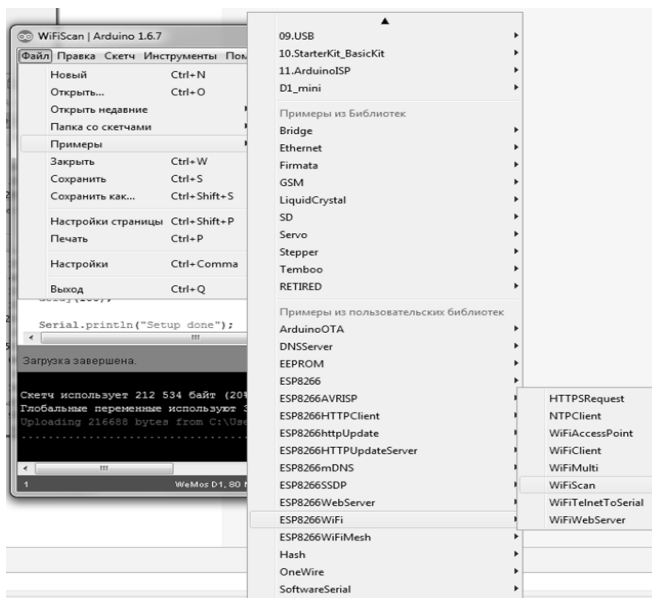 WiFiScan | Arduino 1.6.7
Файл Правка Скетч Инструменты Пом
Новый Ctrl+N
Открыть... Ctrl+O
Открыть недавние
Папка со скетчами
Примеры
Закрыть Ctrl+W
Сохранить Ctrl+S
Сохранить как... Ctrl+Shift+S
Настройки страницы Ctrl+Shift+P
Печать Ctrl+P
Настройки Ctrl+Comma
Выход Ctrl+Q
Serial.println("Setup done");
Загрузка завершена.
Скетч использует 212 534 байт (20%
Глобальные переменные используют 3
Uploading 216688 bytes from C:\Use
1 WeMos D1, 80
09.USB
10.StarterKit_BasicKit
11.ArduinoISP
D1_mini
Примеры из Библиотек
Bridge
Ethernet
Firmata
GSM
LiquidCrystal
SD
Servo
Stepper
Temboo
RETIRED
Примеры из пользовательских библиотек
ArduinoOTA
DNSServer
EEPROM
ESP8266
ESP8266AVRISP
ESP8266HTTPClient
ESP8266httpUpdate
ESP8266HTTPUpdateServer
ESP8266mDNS
ESP8266SSDP
ESP8266WebServer
ESP8266WiFi
ESP8266WiFiMesh
Hash
OneWire
SoftwareSerial
HTTPSRequest
NTPClient
WiFiAccessPoint
WiFiClient
WiFiMulti
WiFiScan
WiFiTelnetToSerial
WiFiWebServer